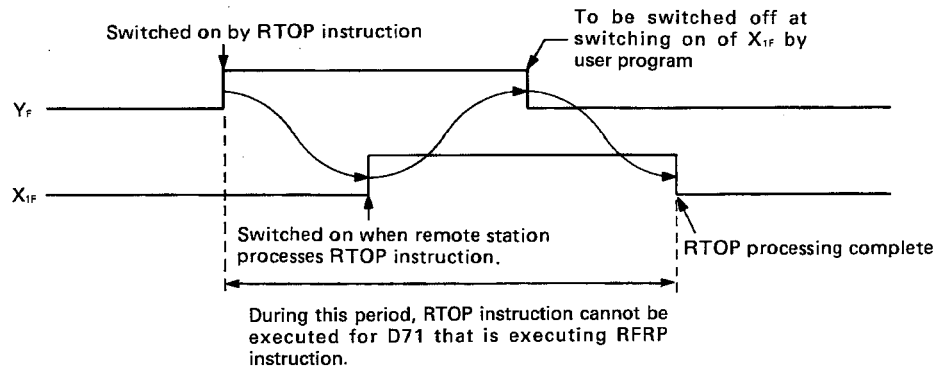 Switched on by RTOP instruction
To be switched off at
switching on of X1F by
user program
YF
X1F
Switched on when remote station
processes RTOP instruction.
RTOP processing complete
During this period, RTOP instruction cannot be
executed for D71 that is executing RFRP
instruction.